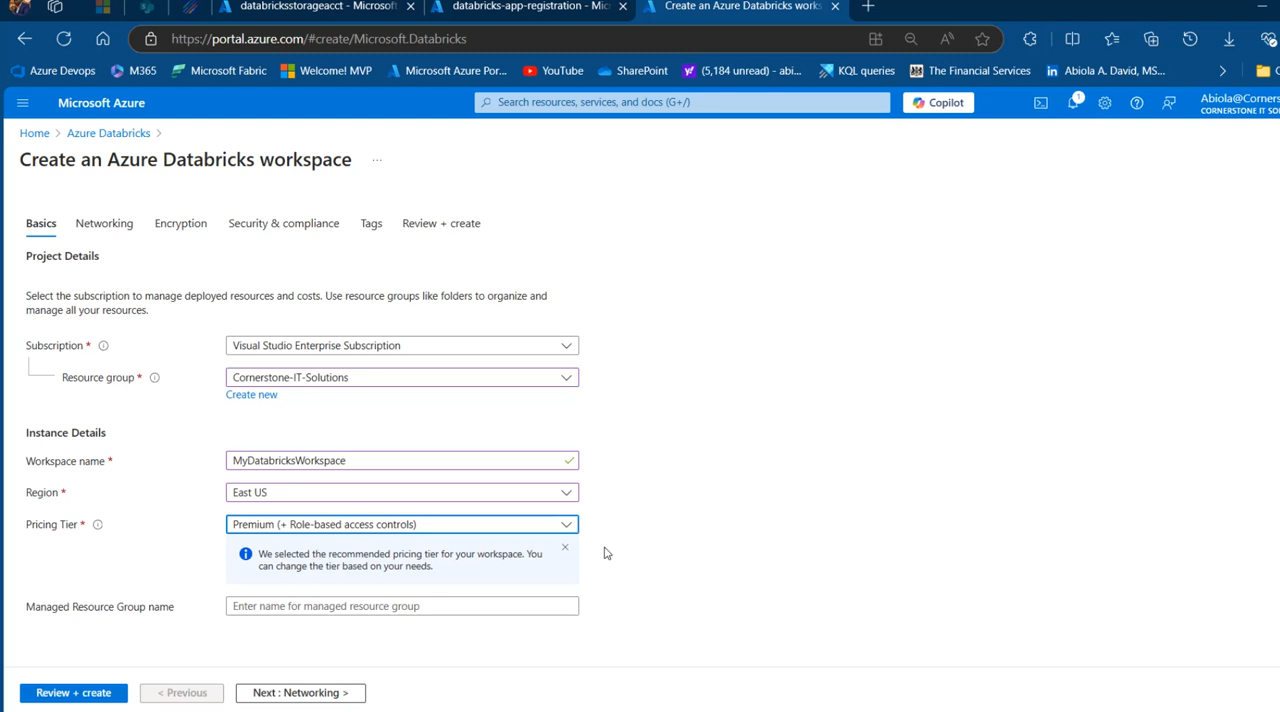 databricksstorageacct - Microsoft
databricks-app-registration - Mic
Create an Azure Databricks works
https://portal.azure.com/#create/Microsoft.Databricks
Azure Devops
M365
Microsoft Fabric
Welcome! MVP
Microsoft Azure Por...
YouTube
SharePoint
(5,184 unread) - abi...
KQL queries
The Financial Services
Abiola A. David, MS...
Microsoft Azure
Search resources, services, and docs (G+/)
Copilot
1
Abiola@Corners
CORNERSTONE IT SO
Home > Azure Databricks >
Create an Azure Databricks workspace ...
Basics Networking Encryption Security & compliance Tags Review + create
Project Details
Select the subscription to manage deployed resources and costs. Use resource groups like folders to organize and
manage all your resources.
Subscription * Visual Studio Enterprise Subscription
Resource group * Cornerstone-IT-Solutions
Create new
Instance Details
Workspace name * MyDatabricksWorkspace
Region * East US
Pricing Tier * Premium (+ Role-based access controls)
We selected the recommended pricing tier for your workspace. You
can change the tier based on your needs.
Managed Resource Group name Enter name for managed resource group
Review + create < Previous Next : Networking >